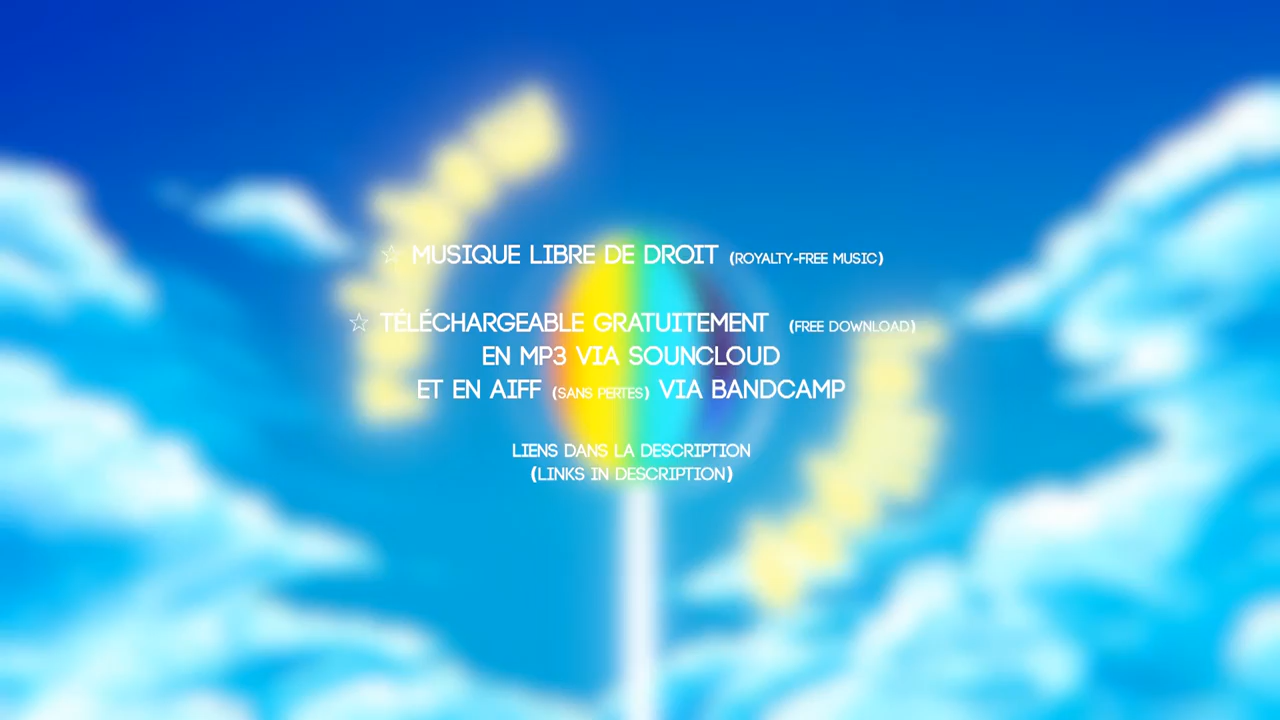 ☆ MUSIQUE LIBRE DE DROIT (ROYALTY-FREE MUSIC)
☆ TÉLÉCHARGEABLE GRATUITEMENT (FREE DOWNLOAD)
EN MP3 VIA SOUNCLOUD
ET EN AIFF (SANS PERTES) VIA BANDCAMP
LIENS DANS LA DESCRIPTION
(LINKS IN DESCRIPTION)